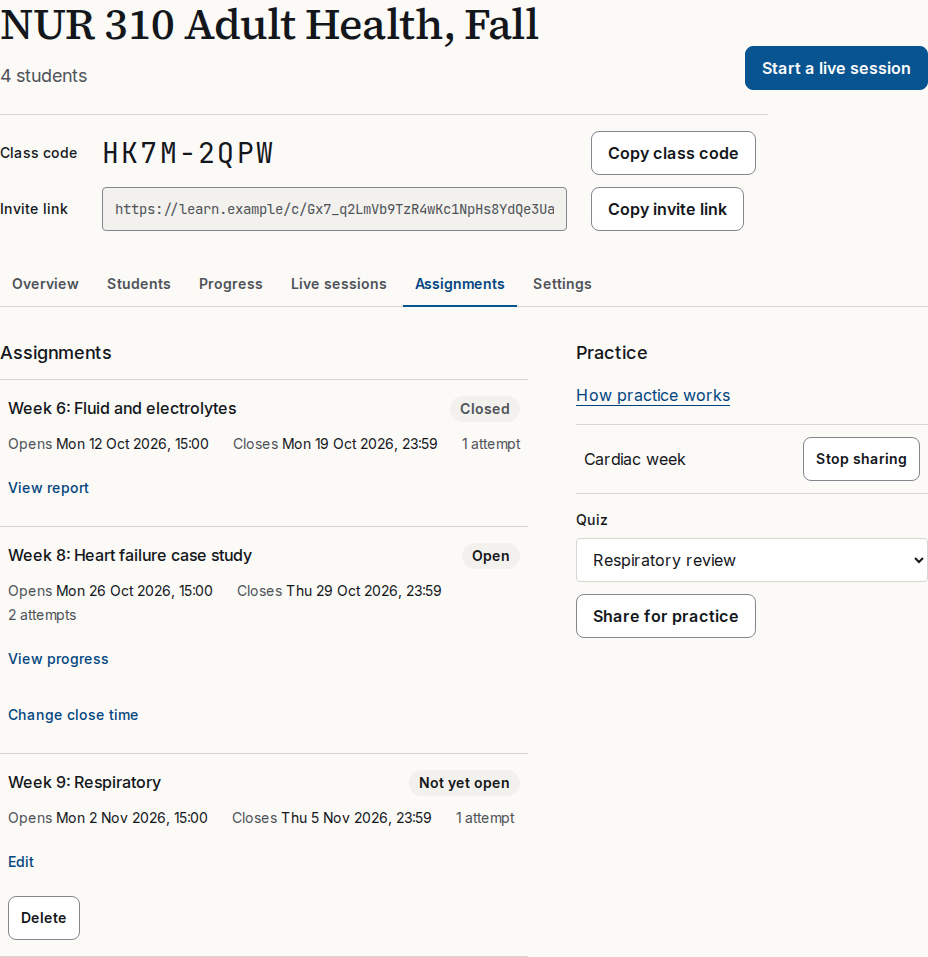 NUR 310 Adult Health, Fall
4 students
Start a live session
Class code
HK7M-2QPW
Copy class code
Invite link
https://learn.example/c/Gx7_q2LmVb9TzR4wKc1NpHs8YdQe3Ua
Copy invite link
Overview
Students
Progress
Live sessions
Assignments
Settings
Assignments
Week 6: Fluid and electrolytes
Closed
Opens Mon 12 Oct 2026, 15:00
Closes Mon 19 Oct 2026, 23:59
1 attempt
View report
Week 8: Heart failure case study
Open
Opens Mon 26 Oct 2026, 15:00
Closes Thu 29 Oct 2026, 23:59
2 attempts
View progress
Change close time
Week 9: Respiratory
Not yet open
Opens Mon 2 Nov 2026, 15:00
Closes Thu 5 Nov 2026, 23:59
1 attempt
Edit
Delete
Practice
How practice works
Cardiac week
Stop sharing
Quiz
Respiratory review
Share for practice